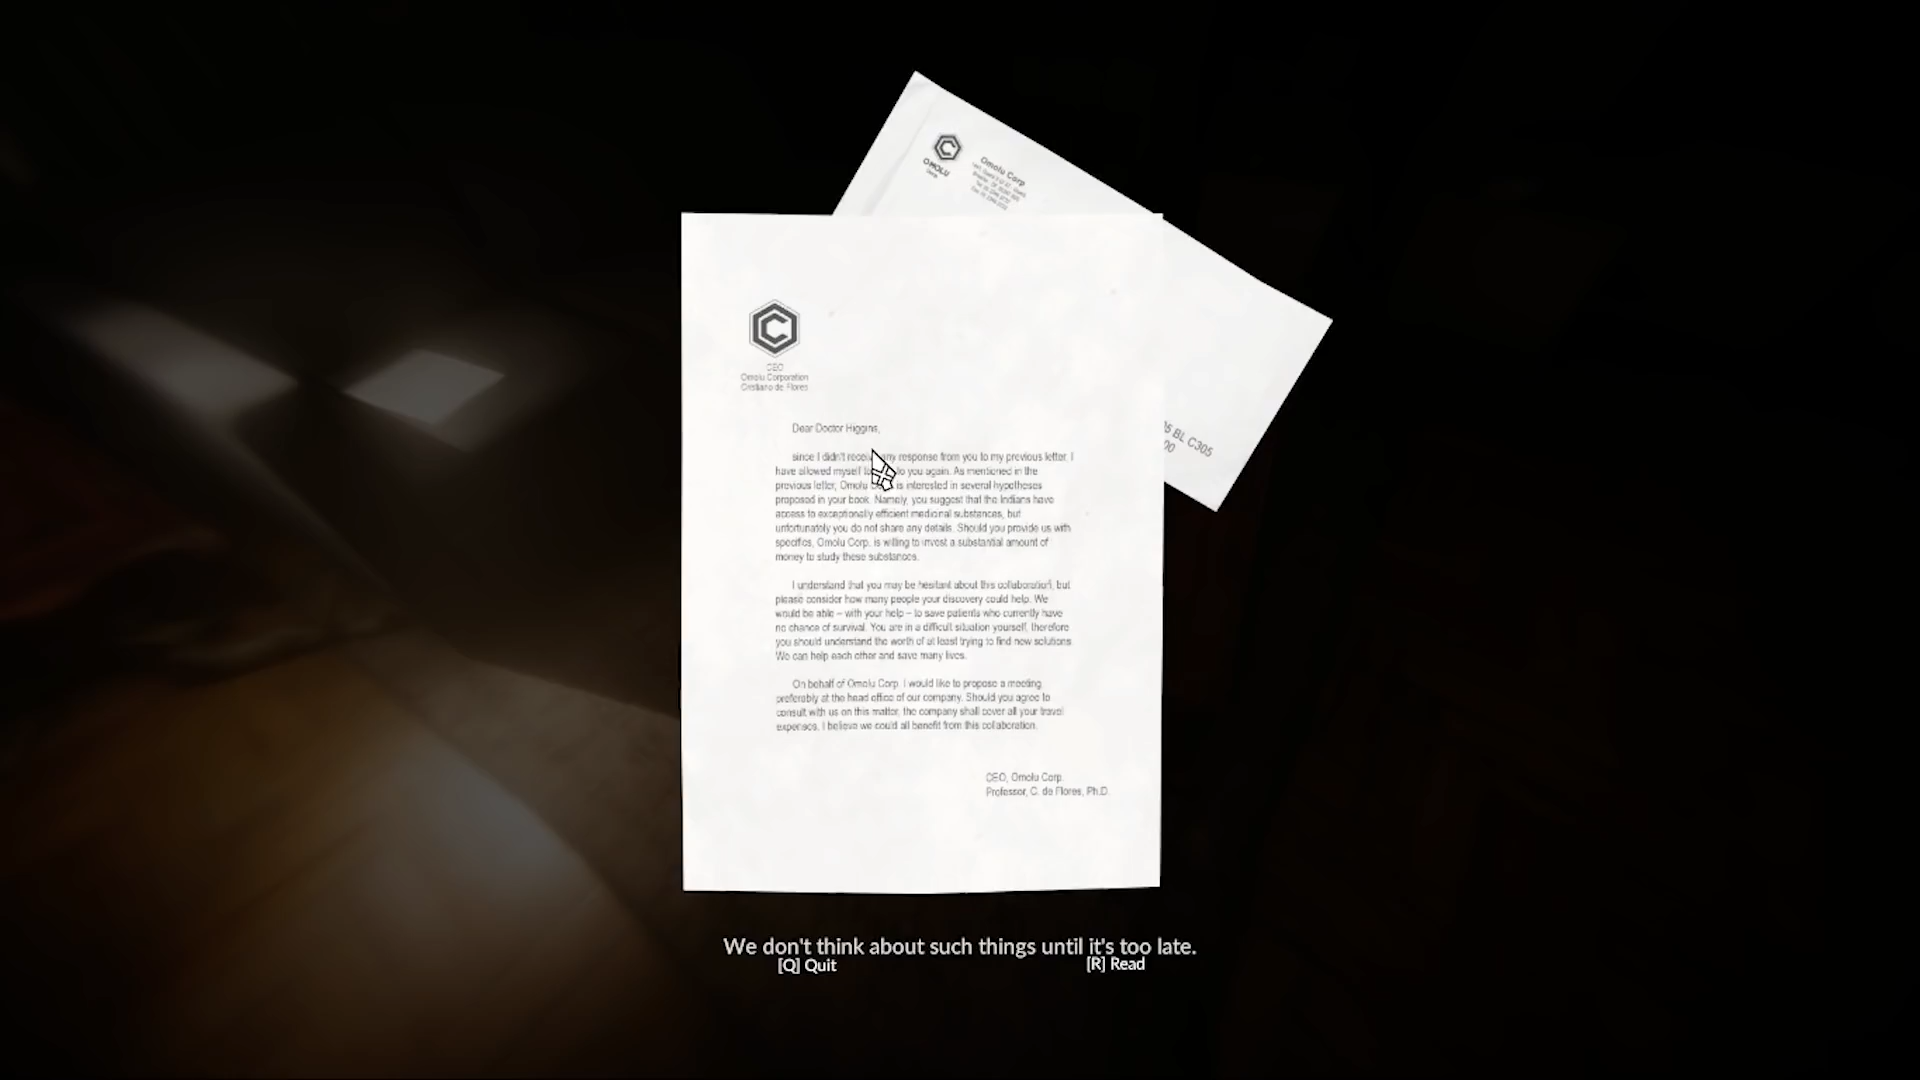 OMOLU
Omolu Corp
CEO
Omolu Corporation
Cristiano de Flores
Dear Doctor Higgins,
since I didn't any response from you to my previous letter, I
have allowed myself to you again. As mentioned in the
previous letter, Omolu is interested in several hypotheses
proposed in your book. Namely, you suggest that the Indians have
access to exceptionally efficient medicinal substances, but
unfortunately you do not share any details. Should you provide us with
specifics, Omolu Corp. is willing to invest a substantial amount of
money to study these substances.
I understand that you may be hesitant about this collaboration, but
please consider how many people your discovery could help. We
would be able – with your help – to save patients who currently have
no chance of survival. You are in a difficult situation yourself, therefore
you should understand the worth of at least trying to find new solutions.
We can help each other and save many lives.
On behalf of Omolu Corp. I would like to propose a meeting
preferably at the head office of our company. Should you agree to
consult with us on this matter, the company shall cover all your travel
expenses. I believe we could all benefit from this collaboration.
CEO, Omolu Corp.
Professor, C. de Flores, Ph.D.
5 BL C305
00
We don't think about such things until it's too late.
[Q] Quit
[R] Read